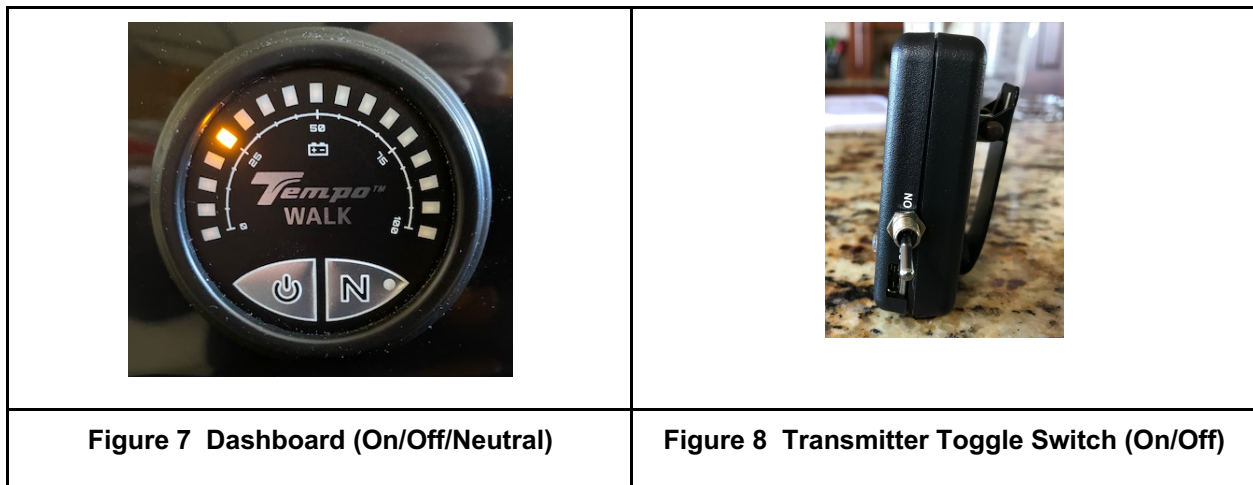 50
25
75
Tempo™
WALK
0
100
N
ON
Figure 7 Dashboard (On/Off/Neutral)
Figure 8 Transmitter Toggle Switch (On/Off)